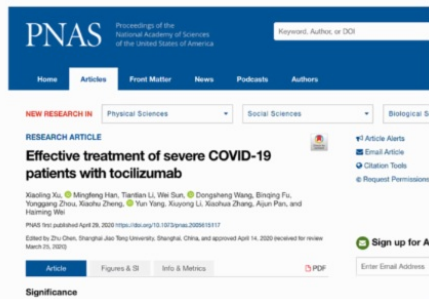 PNAS
Proceedings of the
National Academy of Sciences
of the United States of America
Keyword, Author, or DOI
Home Articles Front Matter News Podcasts Authors
NEW RESEARCH IN Physical Sciences Social Sciences Biological S
RESEARCH ARTICLE
Effective treatment of severe COVID-19
patients with tocilizumab
Xiaoling Xu, Mingfeng Han, Tiantian Li, Wei Sun, Dongsheng Wang, Binqing Fu,
Yonggang Zhou, Xiaohu Zheng, Yun Yang, Xiuyong Li, Xiaohua Zhang, Aijun Pan, and
Haiming Wei
PNAS first published April 29, 2020 https://doi.org/10.1073/pnas.2005615117
Edited by Zhu Chen, Shanghai Jiao Tong University, Shanghai, China, and approved April 14, 2020 (received for review
March 25, 2020)
Article Figures & SI Info & Metrics PDF
Significance
Article Alerts
Email Article
Citation Tools
Request Permissions
Sign up for A
Enter Email Address